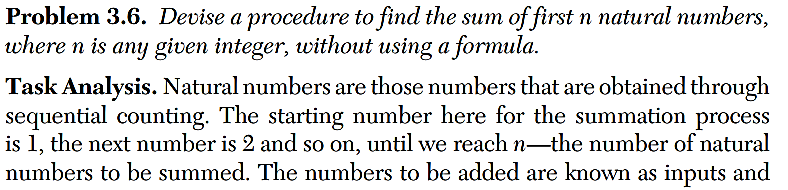 Problem 3.6. Devise a procedure to find the sum of first n natural numbers,
where n is any given integer, without using a formula.
Task Analysis. Natural numbers are those numbers that are obtained through
sequential counting. The starting number here for the summation process
is 1, the next number is 2 and so on, until we reach n—the number of natural
numbers to be summed. The numbers to be added are known as inputs and